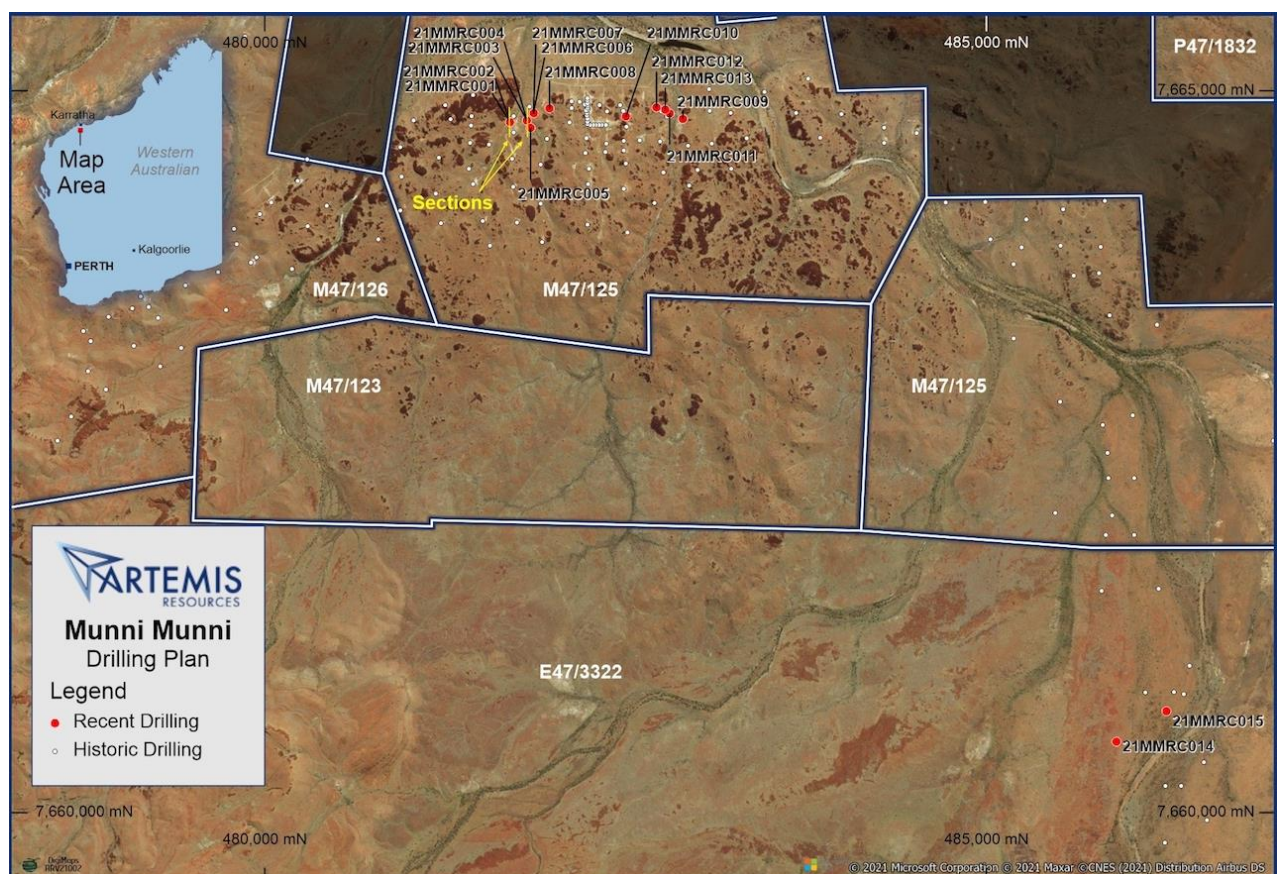 480,000 mN
21MMRC004
21MMRC003
21MMRC002
21MMRC001
21MMRC007
21MMRC006
21MMRC008
21MMRC010
21MMRC012
21MMRC013
21MMRC009
485,000 mN
P47/1832
7,665,000 mN
21MMRC011
21MMRC005
Sections
Karratha
Map
Area
Western
Australian
Kalgoorlie
PERTH
M47/126
M47/125
M47/123
M47/125
E47/3322
ARTEMIS
RESOURCES
Munni Munni
Drilling Plan
Legend
Recent Drilling
Historic Drilling
21MMRC015
21MMRC014
7,660,000 mN
7,660,000 mN
480,000 mN
485,000 mN
DigMaps
ARV21002
© 2021 Microsoft Corporation © 2021 Maxar ©CNES (2021) Distribution Airbus DS